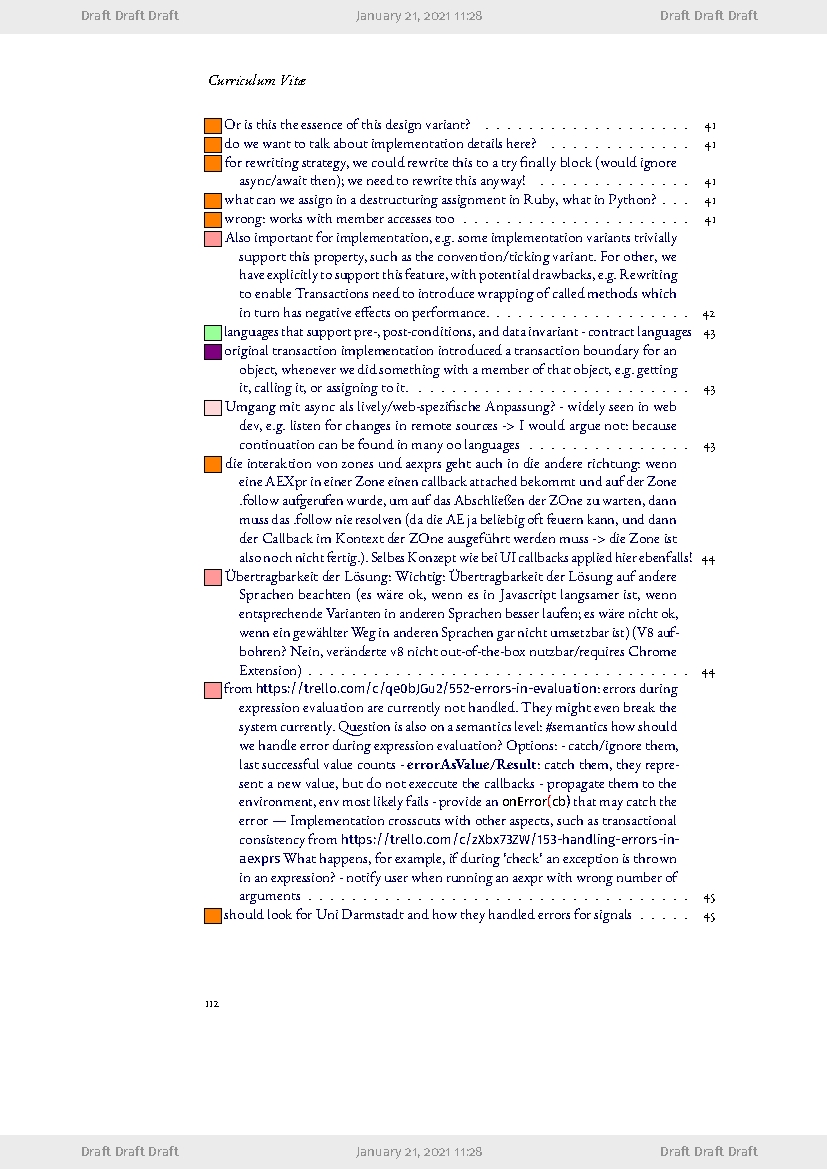 Draft Draft Draft January 21, 2021 11:28 Draft Draft Draft
Curriculum Vitæ
Or is this the essence of this design variant? . . . . . . . . . . . . . . . . . . . 41
do we want to talk about implementation details here? . . . . . . . . . . . . . 41
for rewriting strategy, we could rewrite this to a try finally block (would ignore
async/await then); we need to rewrite this anyway! . . . . . . . . . . . . . . 41
what can we assign in a destructuring assignment in Ruby, what in Python? . . . 41
wrong: works with member accesses too . . . . . . . . . . . . . . . . . . . . . 41
Also important for implementation, e.g. some implementation variants trivially
support this property, such as the convention/ticking variant. For other, we
have explicitly to support this feature, with potential drawbacks, e.g. Rewriting
to enable Transactions need to introduce wrapping of called methods which
in turn has negative effects on performance. . . . . . . . . . . . . . . . . . . 42
languages that support pre-, post-conditions, and data invariant - contract languages 43
original transaction implementation introduced a transaction boundary for an
object, whenever we did something with a member of that object, e.g. getting
it, calling it, or assigning to it. . . . . . . . . . . . . . . . . . . . . . . . . . 43
Umgang mit async als lively/web-spezifische Anpassung? - widely seen in web
dev, e.g. listen for changes in remote sources -> I would argue not: because
continuation can be found in many oo languages . . . . . . . . . . . . . . . 43
die interaktion von zones und aexprs geht auch in die andere richtung: wenn
eine AEXpr in einer Zone einen callback attached bekommt und auf der Zone
.follow aufgerufen wurde, um auf das Abschließen der ZOne zu warten, dann
muss das .follow nie resolven (da die AE ja beliebig oft feuern kann, und dann
der Callback im Kontext der ZOne ausgeführt werden muss -> die Zone ist
also noch nicht fertig.). Selbes Konzept wie bei UI callbacks applied hier ebenfalls! 44
Übertragbarkeit der Lösung: Wichtig: Übertragbarkeit der Lösung auf andere
Sprachen beachten (es wäre ok, wenn es in Javascript langsamer ist, wenn
entsprechende Varianten in anderen Sprachen besser laufen; es wäre nicht ok,
wenn ein gewählter Weg in anderen Sprachen gar nicht umsetzbar ist) (V8 auf-
bohren? Nein, veränderte v8 nicht out-of-the-box nutzbar/requires Chrome
Extension) . . . . . . . . . . . . . . . . . . . . . . . . . . . . . . . . . . . 44
from https://trello.com/c/qe0bJGu2/552-errors-in-evaluation: errors during
expression evaluation are currently not handled. They might even break the
system currently. Question is also on a semantics level: #semantics how should
we handle error during expression evaluation? Options: - catch/ignore them,
last successful value counts - errorAsValue/Result: catch them, they repre-
sent a new value, but do not execcute the callbacks - propagate them to the
environment, env most likely fails - provide an onError(cb) that may catch the
error — Implementation crosscuts with other aspects, such as transactional
consistency from https://trello.com/c/zXbx73ZW/153-handling-errors-in-
aexprs What happens, for example, if during 'check' an exception is thrown
in an expression? - notify user when running an aexpr with wrong number of
arguments . . . . . . . . . . . . . . . . . . . . . . . . . . . . . . . . . . . 45
should look for Uni Darmstadt and how they handled errors for signals . . . . . 45
112
Draft Draft Draft January 21, 2021 11:28 Draft Draft Draft